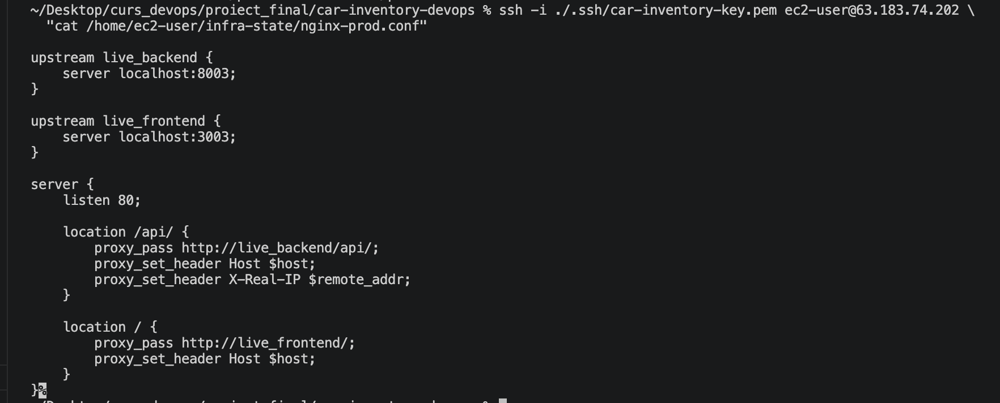 ~/Desktop/curs_devops/proiect_final/car-inventory-devops % ssh -i ./.ssh/car-inventory-key.pem ec2-user@63.183.74.202 \
"cat /home/ec2-user/infra-state/nginx-prod.conf"
upstream live_backend {
server localhost:8003;
}
upstream live_frontend {
server localhost:3003;
}
server {
listen 80;
location /api/ {
proxy_pass http://live_backend/api/;
proxy_set_header Host $host;
proxy_set_header X-Real-IP $remote_addr;
}
location / {
proxy_pass http://live_frontend/;
proxy_set_header Host $host;
}
}%